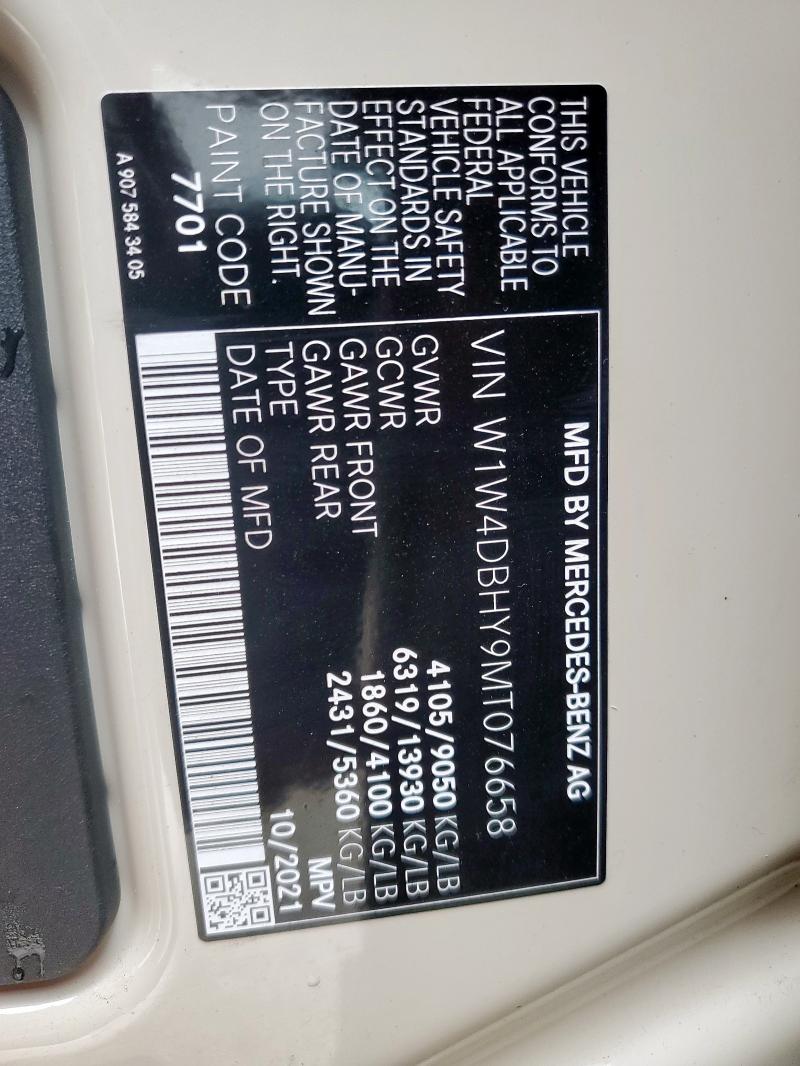 THIS VEHICLE
CONFORMS TO
ALL APPLICABLE
FEDERAL
VEHICLE SAFETY
STANDARDS IN
EFFECT ON THE
DATE OF MANU-
FACTURE SHOWN
ON THE RIGHT.
PAINT CODE
7701
A 907 584 34 05
MFD BY MERCEDES-BENZ AG
VIN W1W4DBHY9MT076658
GVWR 4105/9050 KG/LB
GCWR 6319/13930 KG/LB
GAWR FRONT 1860/4100 KG/LB
GAWR REAR 2431/5360 KG/LB
TYPE MPV
DATE OF MFD 10/2021